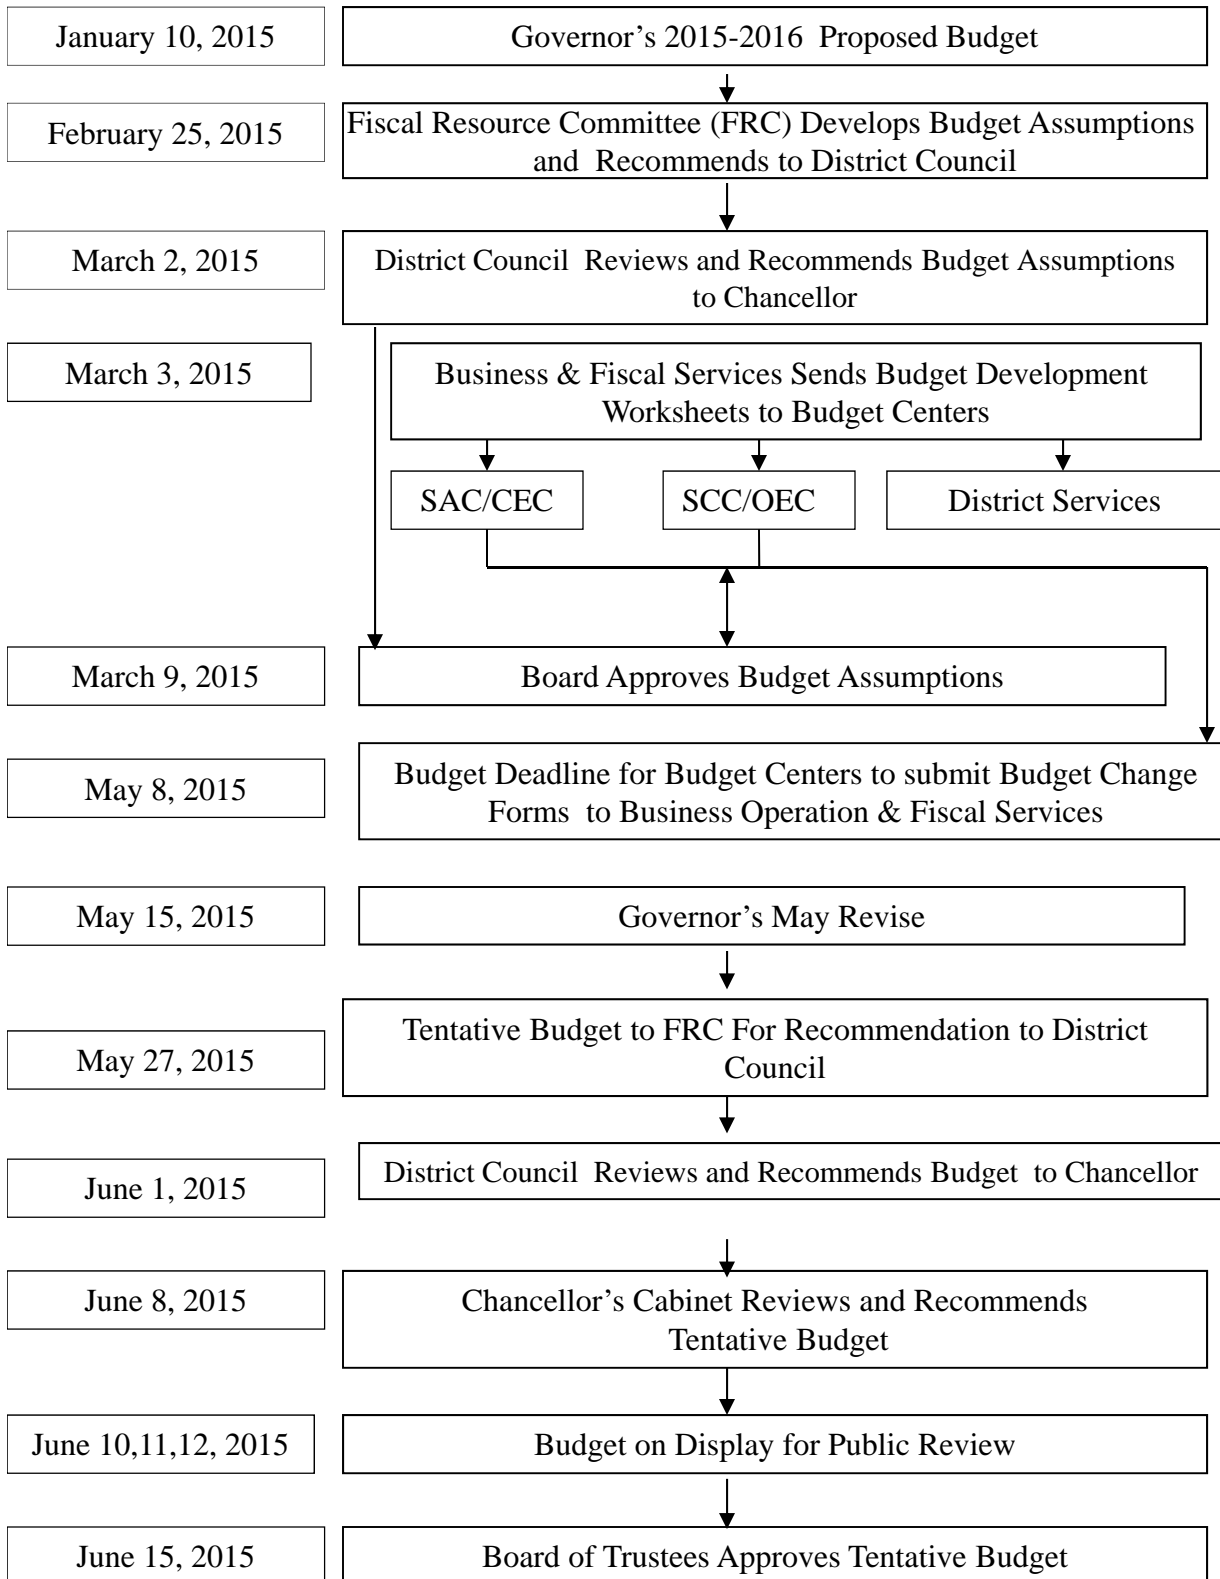 January 10, 2015
Governor’s 2015-2016 Proposed Budget
February 25, 2015
Fiscal Resource Committee (FRC) Develops Budget Assumptions
and Recommends to District Council
March 2, 2015
District Council Reviews and Recommends Budget Assumptions
to Chancellor
March 3, 2015
Business & Fiscal Services Sends Budget Development
Worksheets to Budget Centers
SAC/CEC
SCC/OEC
District Services
March 9, 2015
Board Approves Budget Assumptions
May 8, 2015
Budget Deadline for Budget Centers to submit Budget Change
Forms to Business Operation & Fiscal Services
May 15, 2015
Governor’s May Revise
May 27, 2015
Tentative Budget to FRC For Recommendation to District
Council
June 1, 2015
District Council Reviews and Recommends Budget to Chancellor
June 8, 2015
Chancellor’s Cabinet Reviews and Recommends
Tentative Budget
June 10,11,12, 2015
Budget on Display for Public Review
June 15, 2015
Board of Trustees Approves Tentative Budget